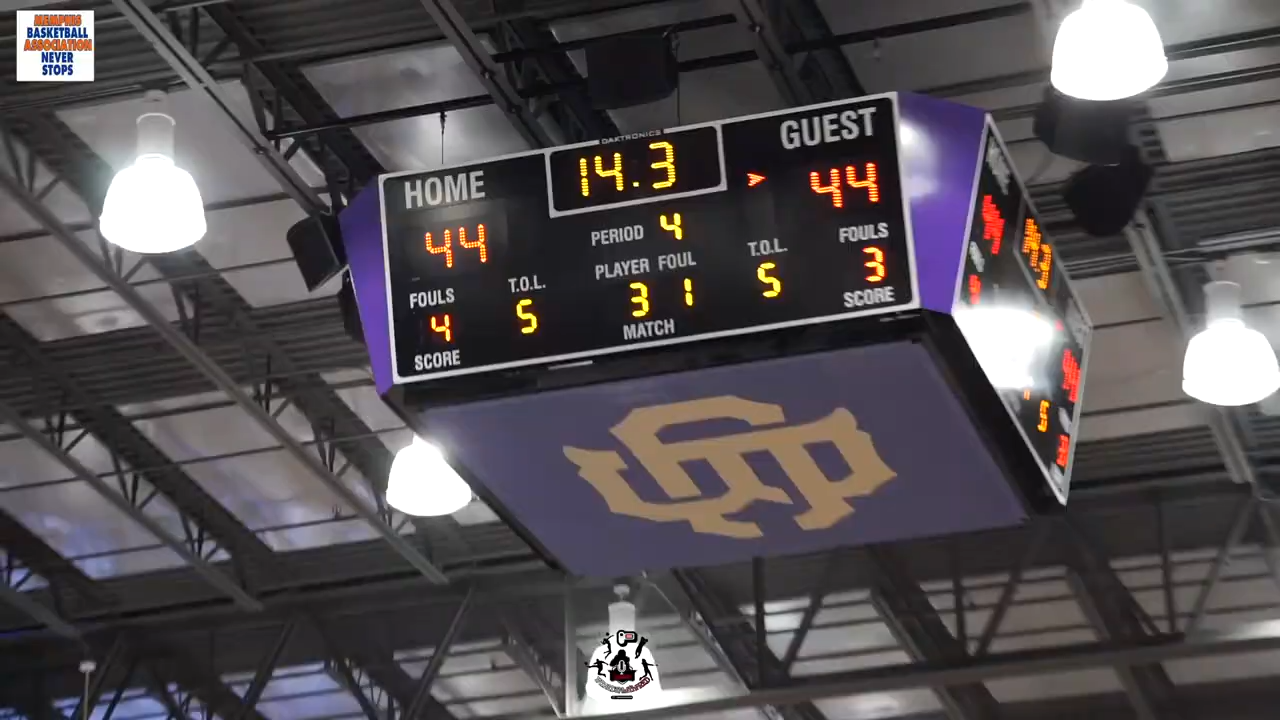 MEMPHIS
BASKETBALL
ASSOCIATION
NEVER
STOPS
DAKTRONICS
HOME 14.3 GUEST
44 PERIOD 4 44
FOULS T.O.L. PLAYER FOUL T.O.L. FOULS
4 5 3 1 5 3
SCORE MATCH SCORE